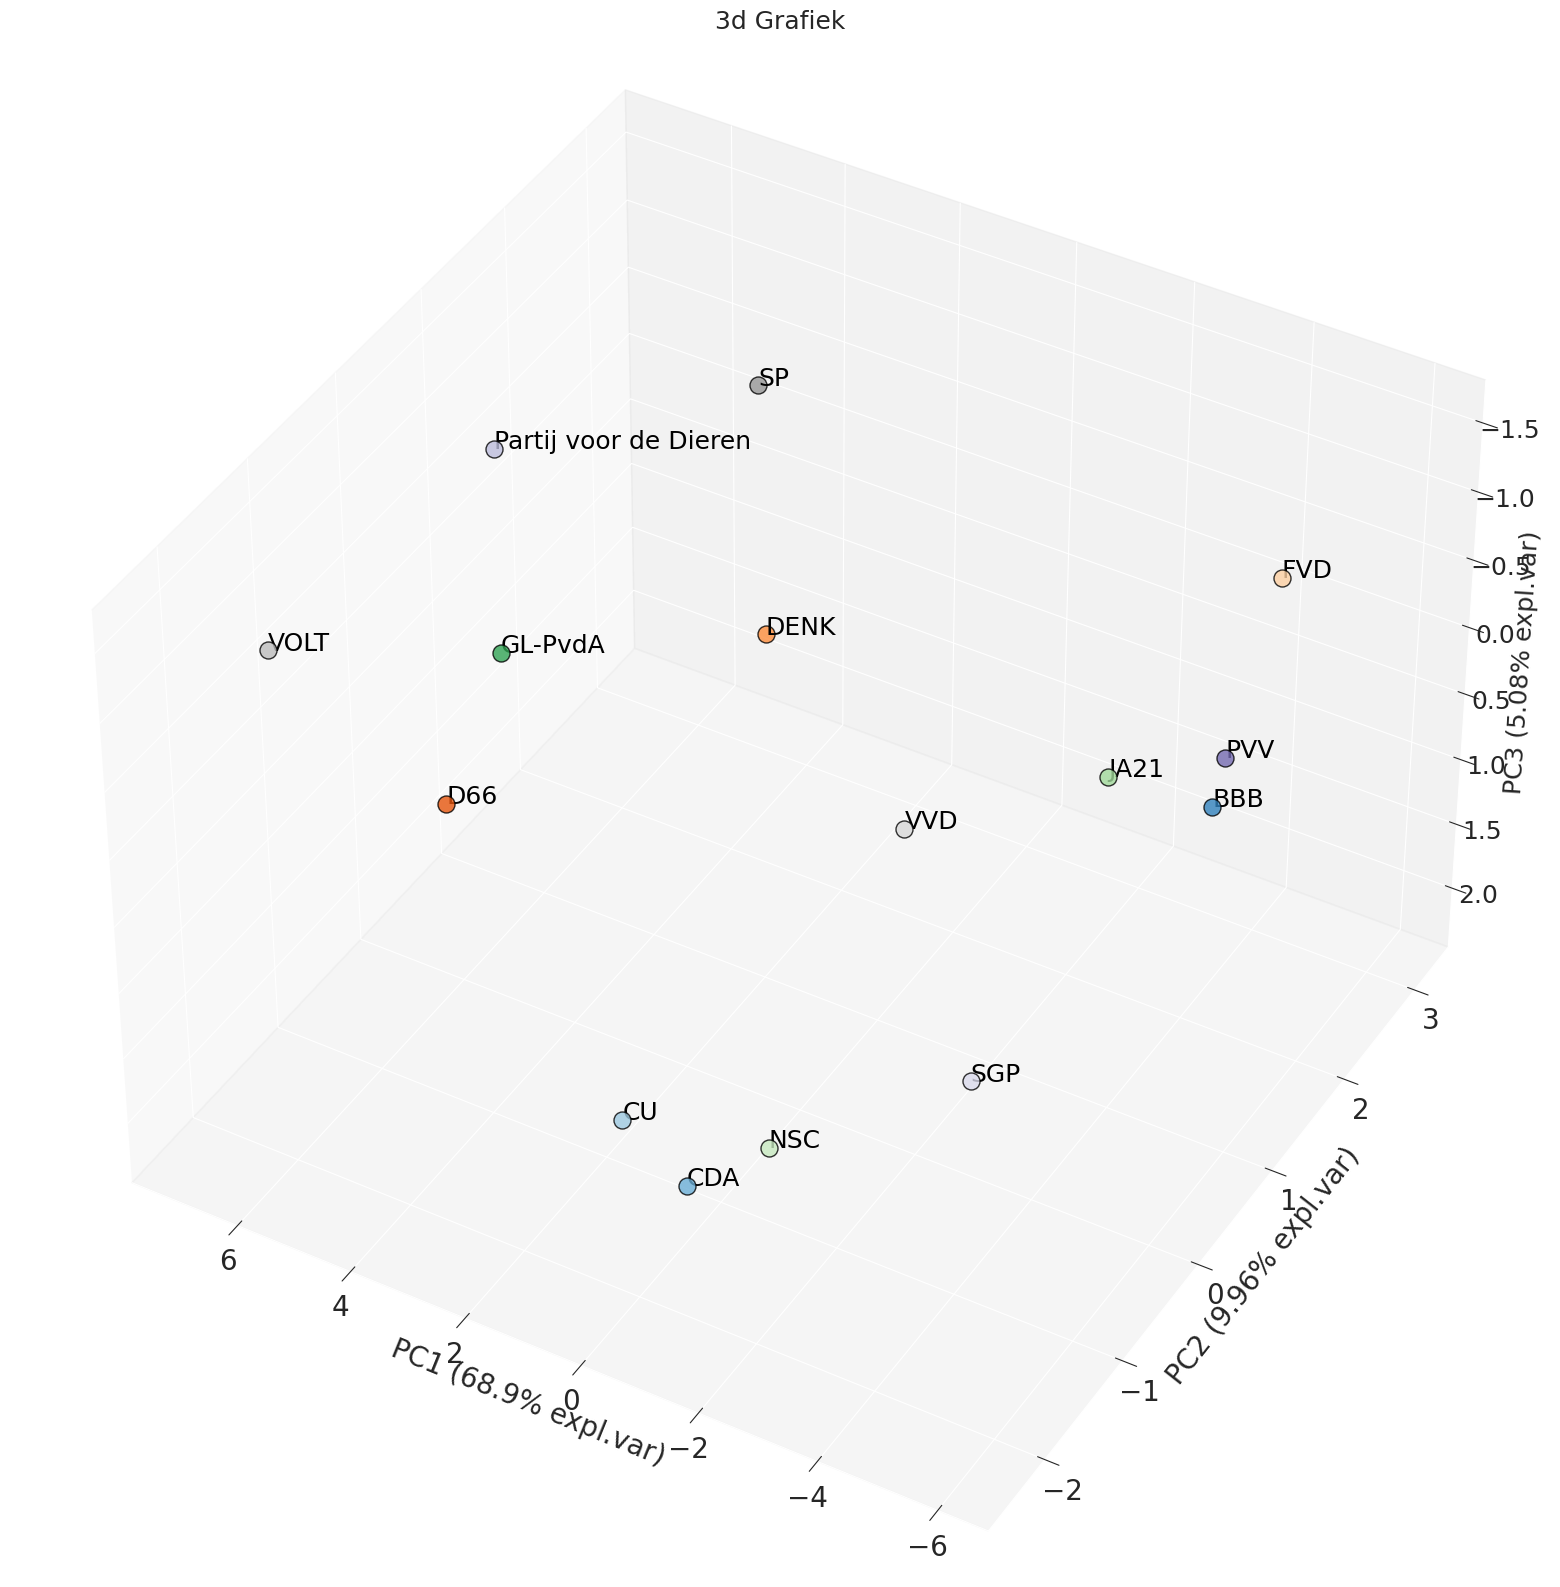 3d Grafiek
SP
Partij voor de Dieren
−1.5
−1.0
FVD
−0.5
DENK
0.0
VOLT
GL-PvdA
0.5
PC3 (5.08% expl.var)
PVV
1.0
JA21
D66
BBB
VVD
1.5
2.0
3
SGP
2
CU
NSC
CDA
1
PC2 (9.96% expl.var)
6
0
4
2
PC1 (68.9% expl.var)
−1
0
−2
−2
−4
−6